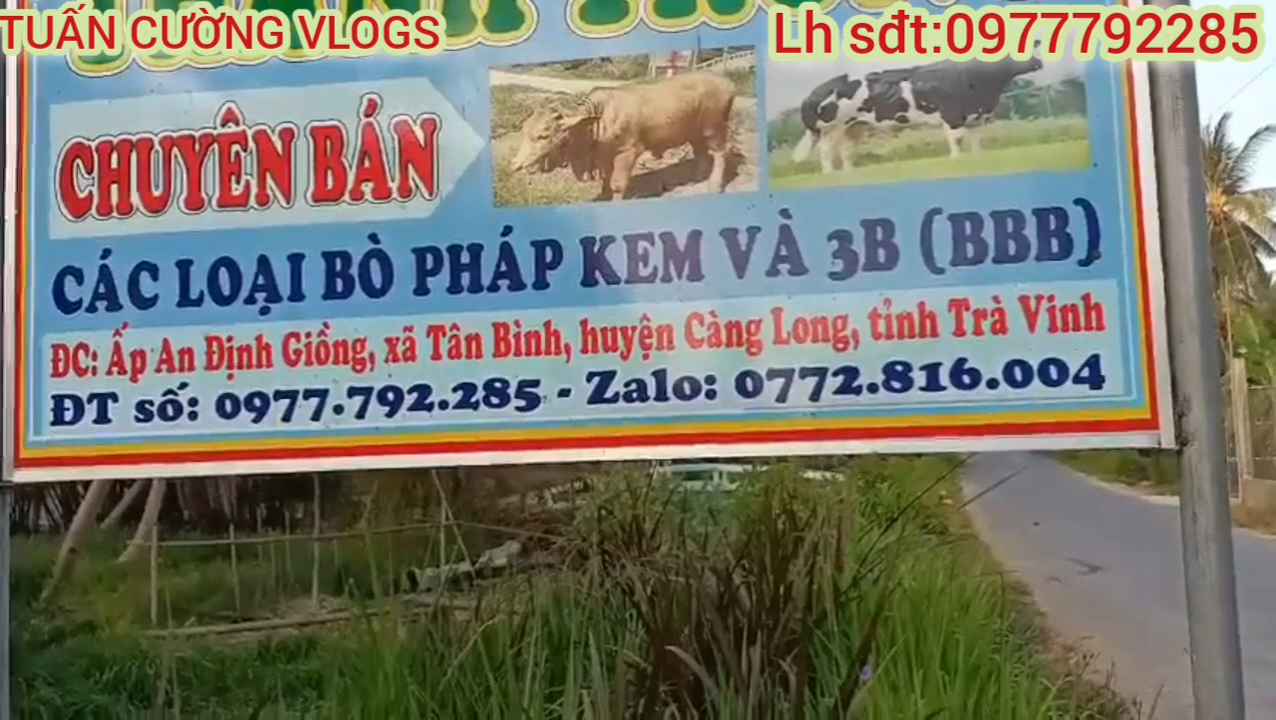 TUẤN CƯỜNG VLOGS
Lh sđt:0977792285
CHUYÊN BÁN
CÁC LOẠI BÒ PHÁP KEM VÀ 3B (BBB)
ĐC: Ấp An Định Giồng, xã Tân Bình, huyện Càng Long, tỉnh Trà Vinh
ĐT số: 0977.792.285 - Zalo: 0772.816.004